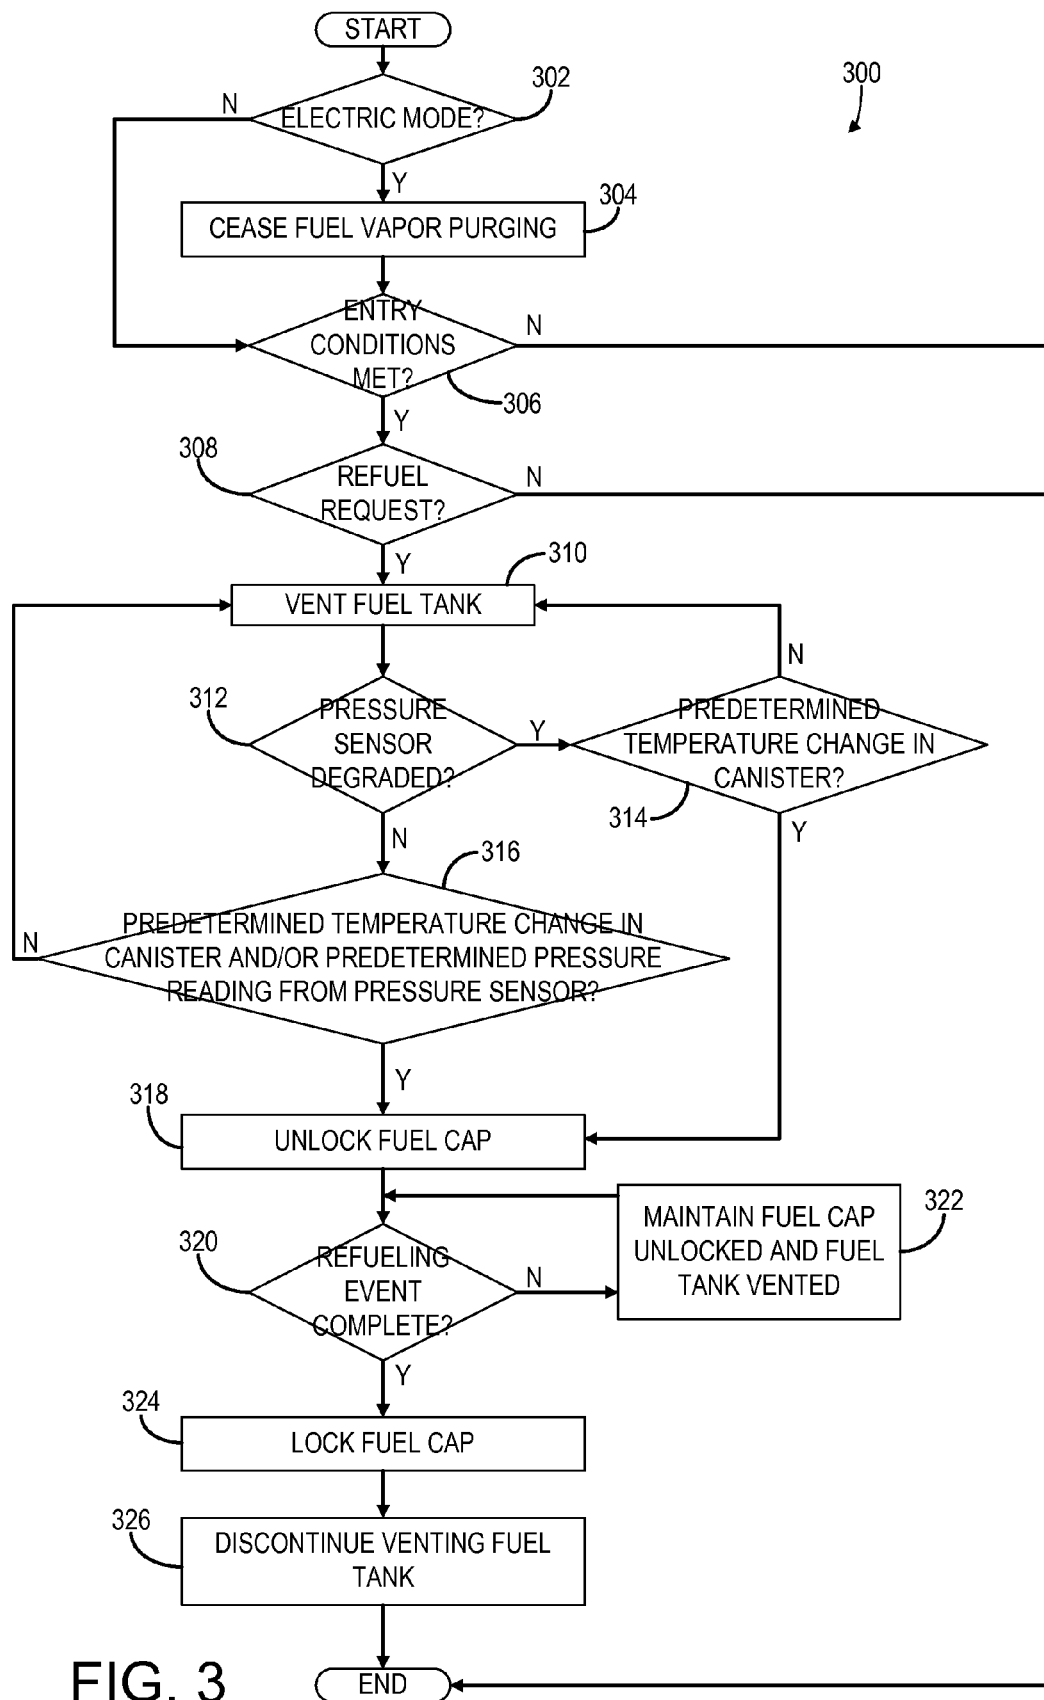 START
300
302
N
ELECTRIC MODE?
Y
304
CEASE FUEL VAPOR PURGING
ENTRY
CONDITIONS
MET?
N
306
Y
308
REFUEL
REQUEST?
N
Y
310
VENT FUEL TANK
N
312
PRESSURE
SENSOR
DEGRADED?
Y
PREDETERMINED
TEMPERATURE CHANGE IN
CANISTER?
314
Y
N
316
PREDETERMINED TEMPERATURE CHANGE IN
CANISTER AND/OR PREDETERMINED PRESSURE
READING FROM PRESSURE SENSOR?
N
Y
318
UNLOCK FUEL CAP
320
REFUELING
EVENT
COMPLETE?
N
MAINTAIN FUEL CAP
UNLOCKED AND FUEL
TANK VENTED
322
Y
324
LOCK FUEL CAP
326
DISCONTINUE VENTING FUEL
TANK
FIG. 3
END